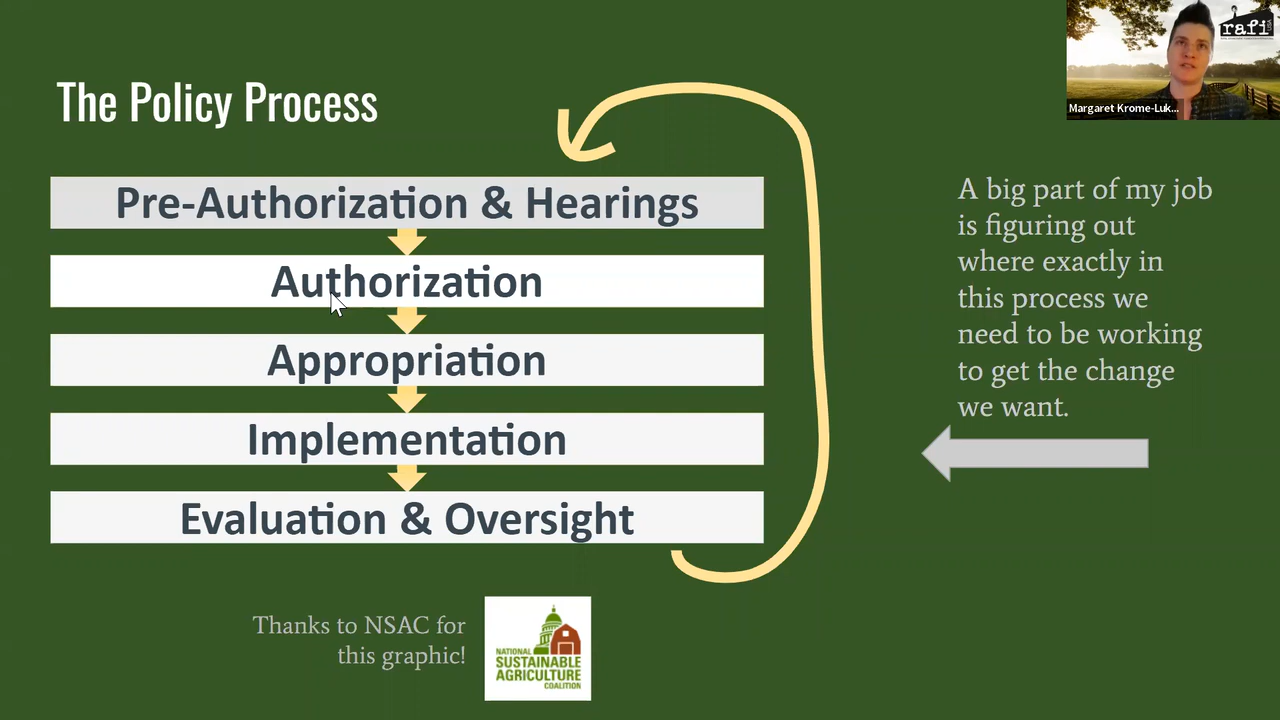 The Policy Process
Pre-Authorization & Hearings
Authorization
Appropriation
Implementation
Evaluation & Oversight
A big part of my job
is figuring out
where exactly in
this process we
need to be working
to get the change
we want.
Thanks to NSAC for
this graphic!
NATIONAL
SUSTAINABLE
AGRICULTURE
COALITION
rafi
Margaret Krome-Luk...